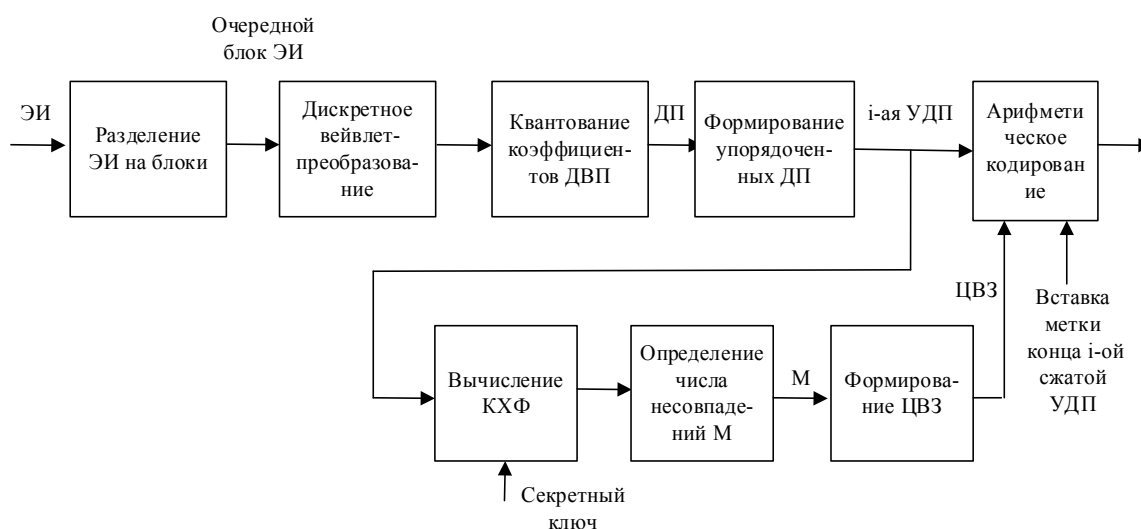 Очередной
блок ЭИ
ЭИ
Разделение
ЭИ на блоки
Дискретное
вейвлет-
преобразова-
ние
Квантование
коэффициен-
тов ДВП
ДП
Формирование
упорядочен-
ных ДП
i-ая УДП
Арифмети
ческое
кодирован
ие
Вычисление
КХФ
Определение
числа
несовпаде-
ний М
М
Формирова-
ние ЦВЗ
ЦВЗ
Вставка
метки
конца i-ой
сжатой
УДП
Секретный
ключ